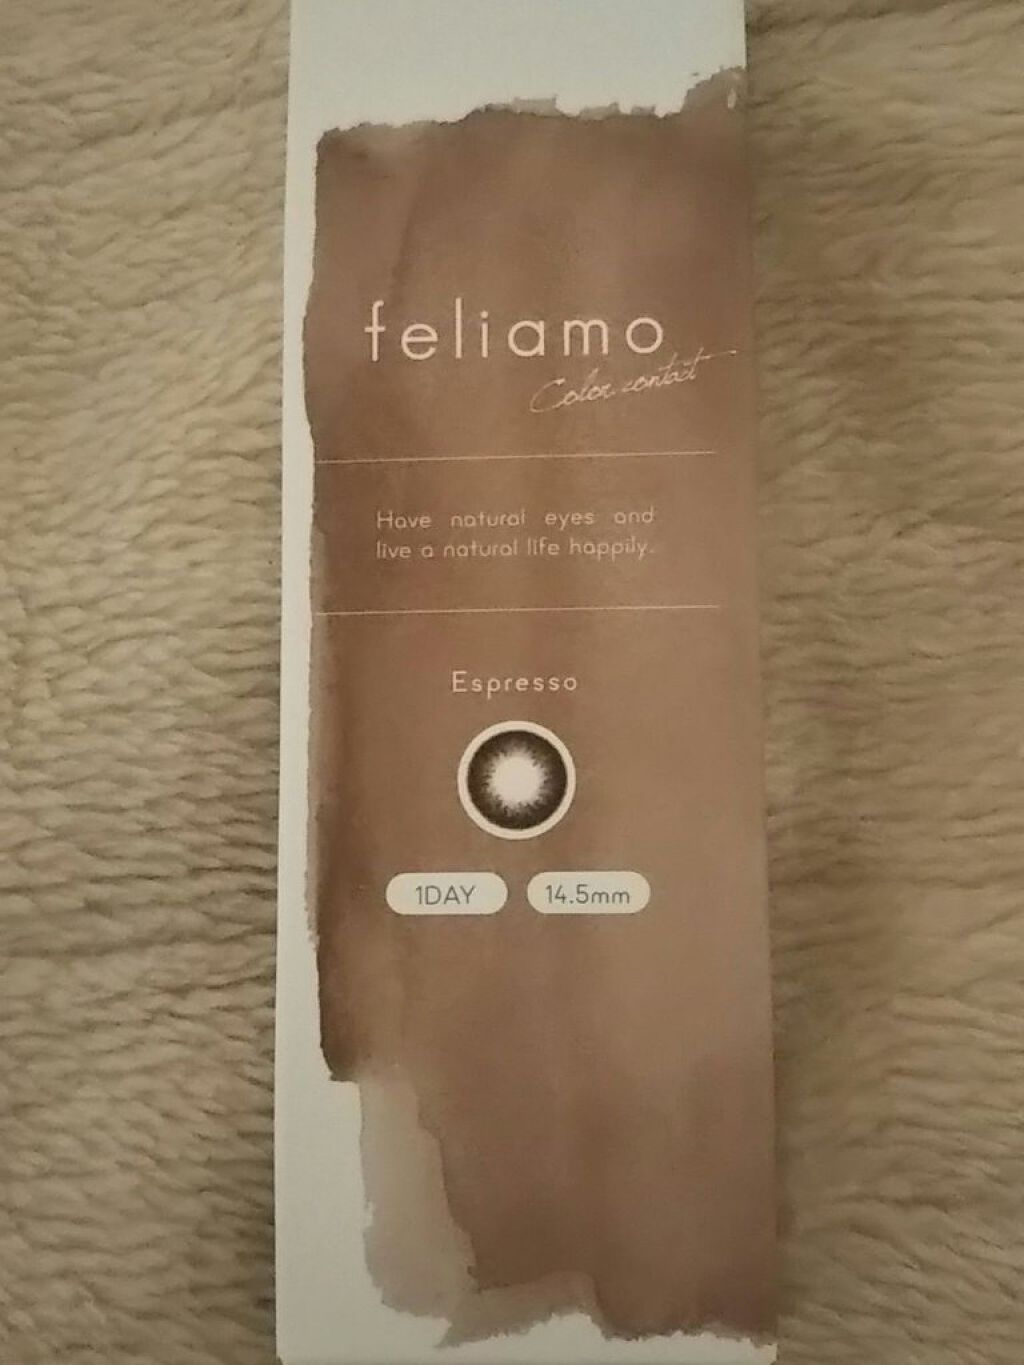 feliamo
Color contact
Have natural eyes and
live a natural life happily.
Espresso
1DAY 14.5mm